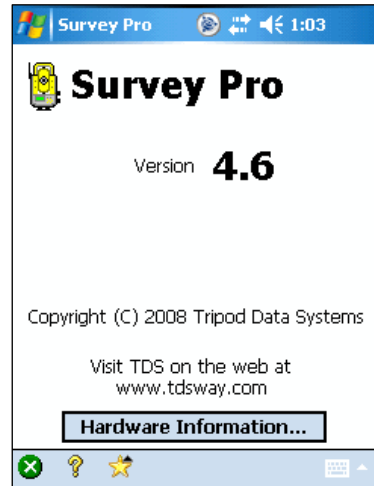 Survey Pro 1:03
Survey Pro
Version 4.6
Copyright (C) 2008 Tripod Data Systems
Visit TDS on the web at
www.tdsway.com
Hardware Information...